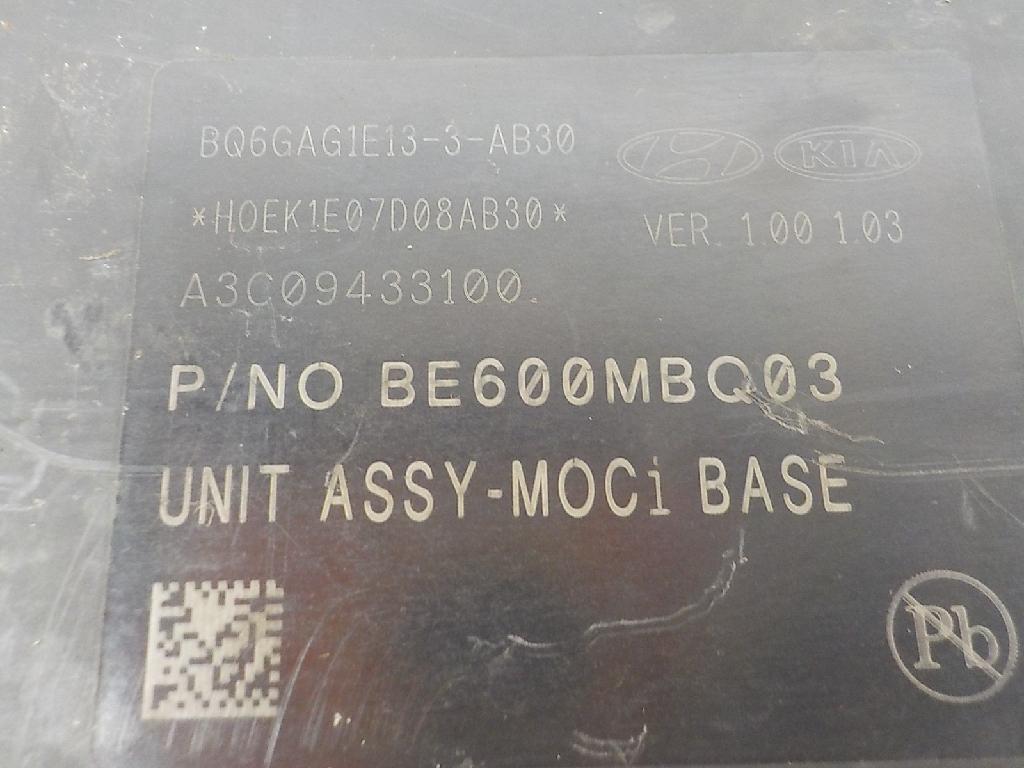 BQ6GAG1E13-3-AB30
KIA
*H0EK1E07D08AB30*
VER. 1.00 1.03
A3C09433100
P/NO BE600MBQ03
UNIT ASSY-MOCi BASE
Pb